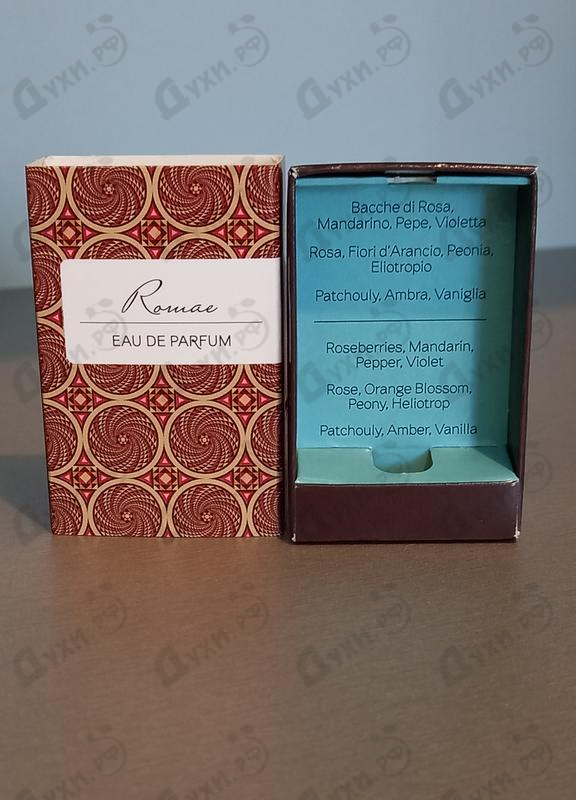 Romae
EAU DE PARFUM
Bacche di Rosa,
Mandarino, Pepe, Violetta
Rosa, Fiori d'Arancio, Peonia,
Eliotropio
Patchouly, Ambra, Vaniglia
Roseberries, Mandarin,
Pepper, Violet
Rose, Orange Blossom,
Peony, Heliotrop
Patchouly, Amber, Vanilla
Духи.рф